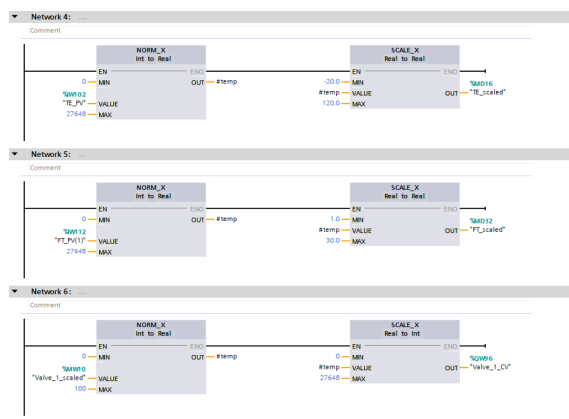 Network 4: ....
Comment
NORM_X
Int to Real
EN ENO
0 MIN OUT #temp
%IW102
"TE_PV" VALUE
27648 MAX
SCALE_X
Real to Real
EN ENO
-20.0 MIN %MD16
#temp VALUE OUT "TE_scaled"
120.0 MAX
Network 5: ....
Comment
NORM_X
Int to Real
EN ENO
0 MIN OUT #temp
%IW112
"FT_PV(1)" VALUE
27648 MAX
SCALE_X
Real to Real
EN ENO
1.0 MIN %MD32
#temp VALUE OUT "FT_scaled"
30.0 MAX
Network 6: ....
Comment
NORM_X
Int to Real
EN ENO
0 MIN OUT #temp
%MW10
"Valve_1_scaled" VALUE
100 MAX
SCALE_X
Real to Int
EN ENO
0 MIN %QW96
#temp VALUE OUT "Valve_1_CV"
27648 MAX